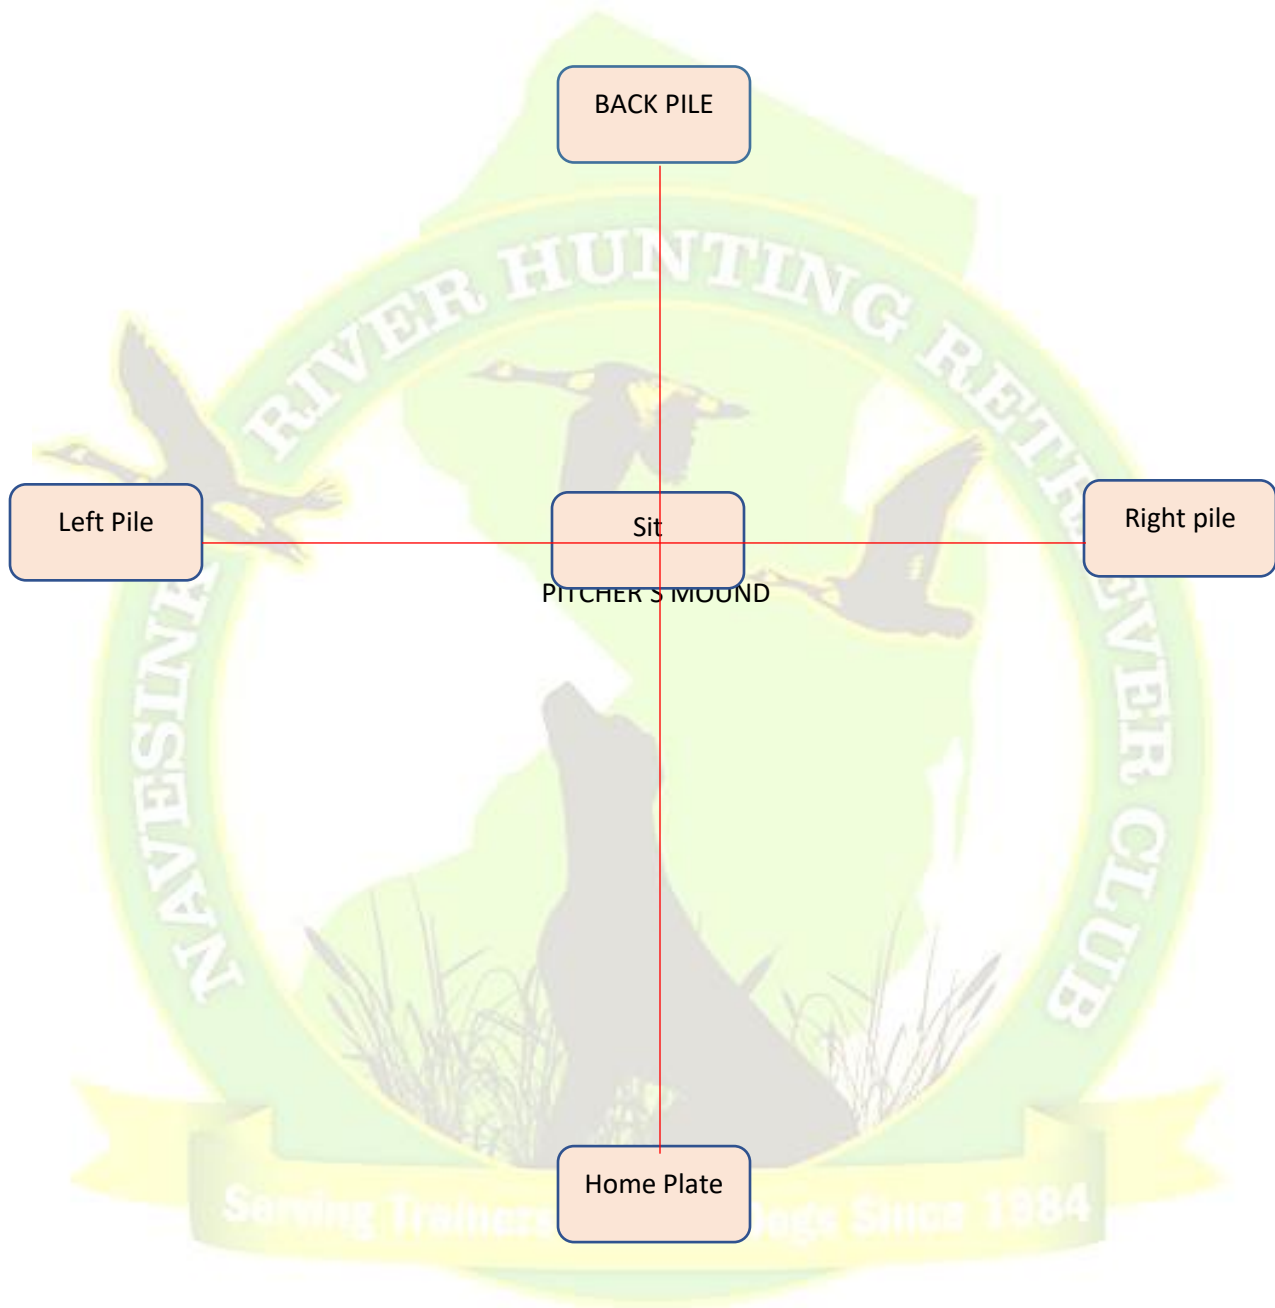 BACK PILE
NAVESINK RIVER HUNTING RETRIEVER CLUB
Left Pile
Sit
Right pile
PITCHER'S MOUND
Home Plate
Serving Trainers Dogs Since 1984